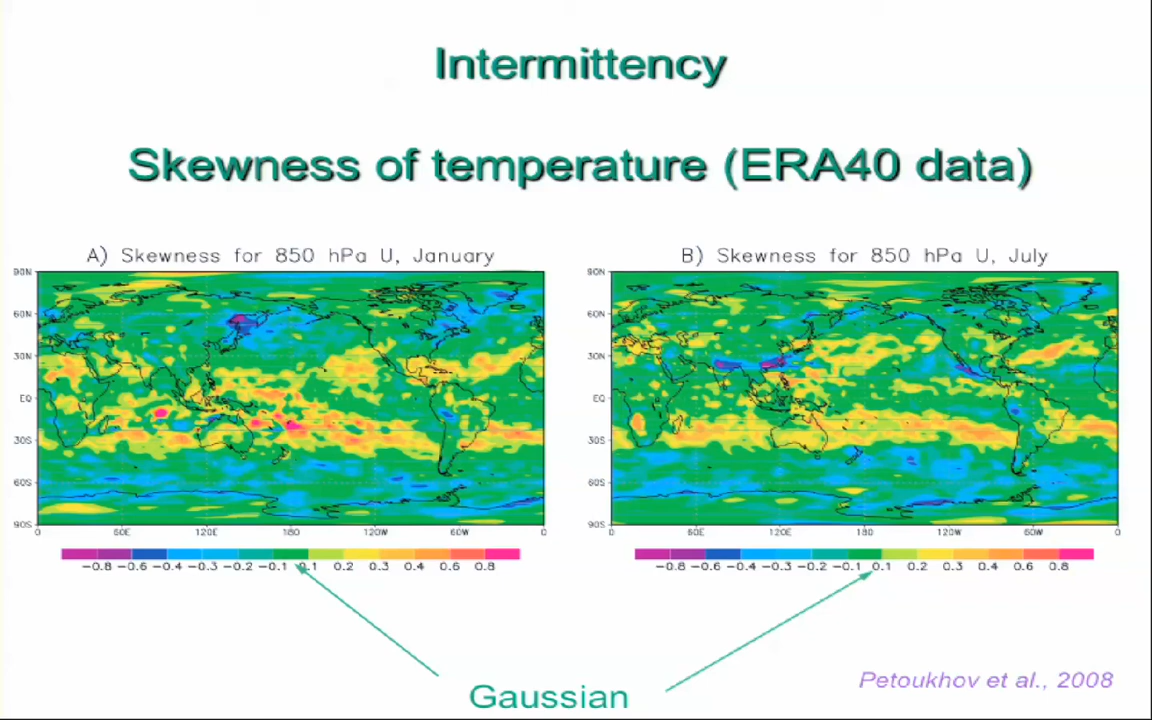 Intermittency
Skewness of temperature (ERA40 data)
A) Skewness for 850 hPa U, January
90N
60N
30N
EQ
30S
60S
90S
0 60E 120E 180 120W 60W 0
−0.8 −0.6 −0.4 −0.3 −0.2 −0.1 0.1 0.2 0.3 0.4 0.6 0.8
B) Skewness for 850 hPa U, July
90N
60N
30N
EQ
30S
60S
90S
0 60E 120E 180 120W 60W 0
−0.8 −0.6 −0.4 −0.3 −0.2 −0.1 0.1 0.2 0.3 0.4 0.6 0.8
Gaussian
Petoukhov et al., 2008